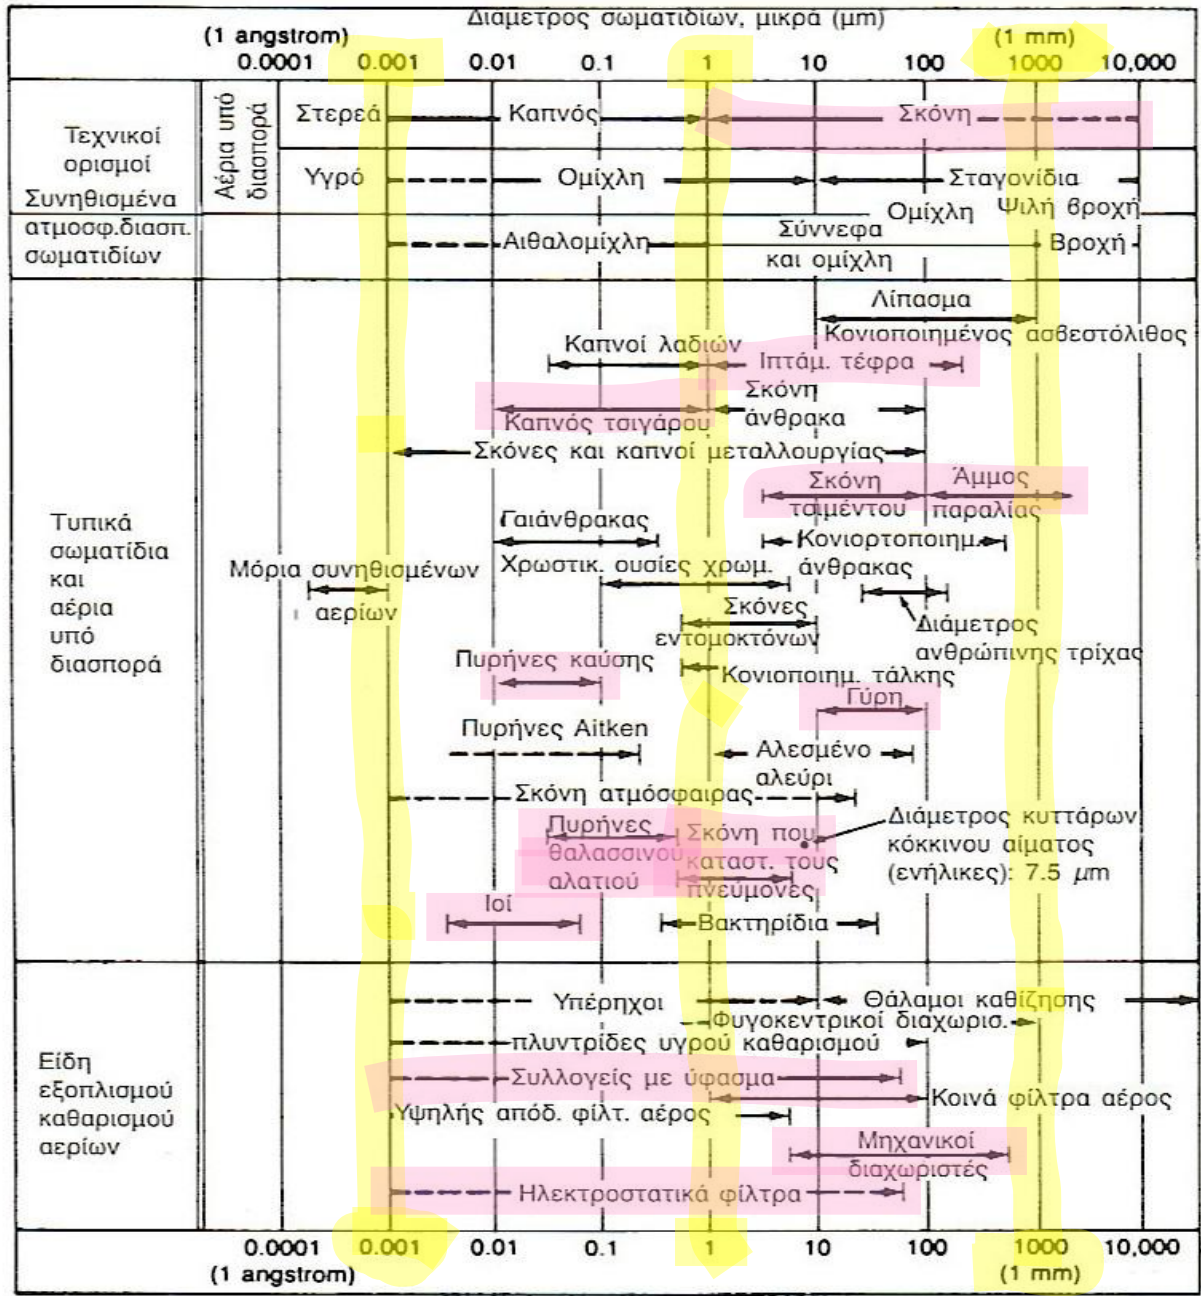 Διάμετρος σωματιδίων, μικρά (μm)
(1 angstrom) (1 mm)
0.0001 0.001 0.01 0.1 1 10 100 1000 10,000
Τεχνικοί
ορισμοί
Αέρια υπό
διασπορά
Στερεά Καπνός Σκόνη
Υγρό Ομίχλη Σταγονίδια
Συνηθισμένα
ατμοσφ.διασπ.
σωματιδίων
Ομίχλη Ψιλή βροχή
Αιθαλομίχλη Σύννεφα
και ομίχλη
Βροχή
Τυπικά
σωματίδια
και
αέρια
υπό
διασπορά
Λίπασμα
Κονιοποιημένος ασβεστόλιθος
Καπνοί λαδιών
Ιπτάμ. τέφρα
Καπνός τσιγάρου
Σκόνη
άνθρακα
Σκόνες και καπνοί μεταλλουργίας
Σκόνη
τσιμέντου
Άμμος
παραλίας
Γαιάνθρακας
Κονιορτοποιημ.
άνθρακας
Μόρια συνηθισμένων
αερίων
Χρωστικ. ουσίες χρωμ.
Διάμετρος
ανθρώπινης τρίχας
Σκόνες
εντομοκτόνων
Πυρήνες καύσης
Κονιοποιημ. τάλκης
Γύρη
Πυρήνες Aitken
Αλεσμένο
αλεύρι
Σκόνη ατμόσφαιρας
Πυρήνες
θαλασσινού
αλατιού
Σκόνη που
καταστ. τους
πνεύμονες
Διάμετρος κυττάρων
κόκκινου αίματος
(ενήλικες): 7.5 μm
Ιοί
Βακτηρίδια
Είδη
εξοπλισμού
καθαρισμού
αερίων
Υπέρηχοι Θάλαμοι καθίζησης
Φυγοκεντρικοί διαχωρισ.
πλυντρίδες υγρού καθαρισμού
Συλλογείς με ύφασμα
Κοινά φίλτρα αέρος
Υψηλής απόδ. φίλτ. αέρος
Μηχανικοί
διαχωριστές
Ηλεκτροστατικά φίλτρα
0.0001 0.001 0.01 0.1 1 10 100 1000 10,000
(1 angstrom) (1 mm)